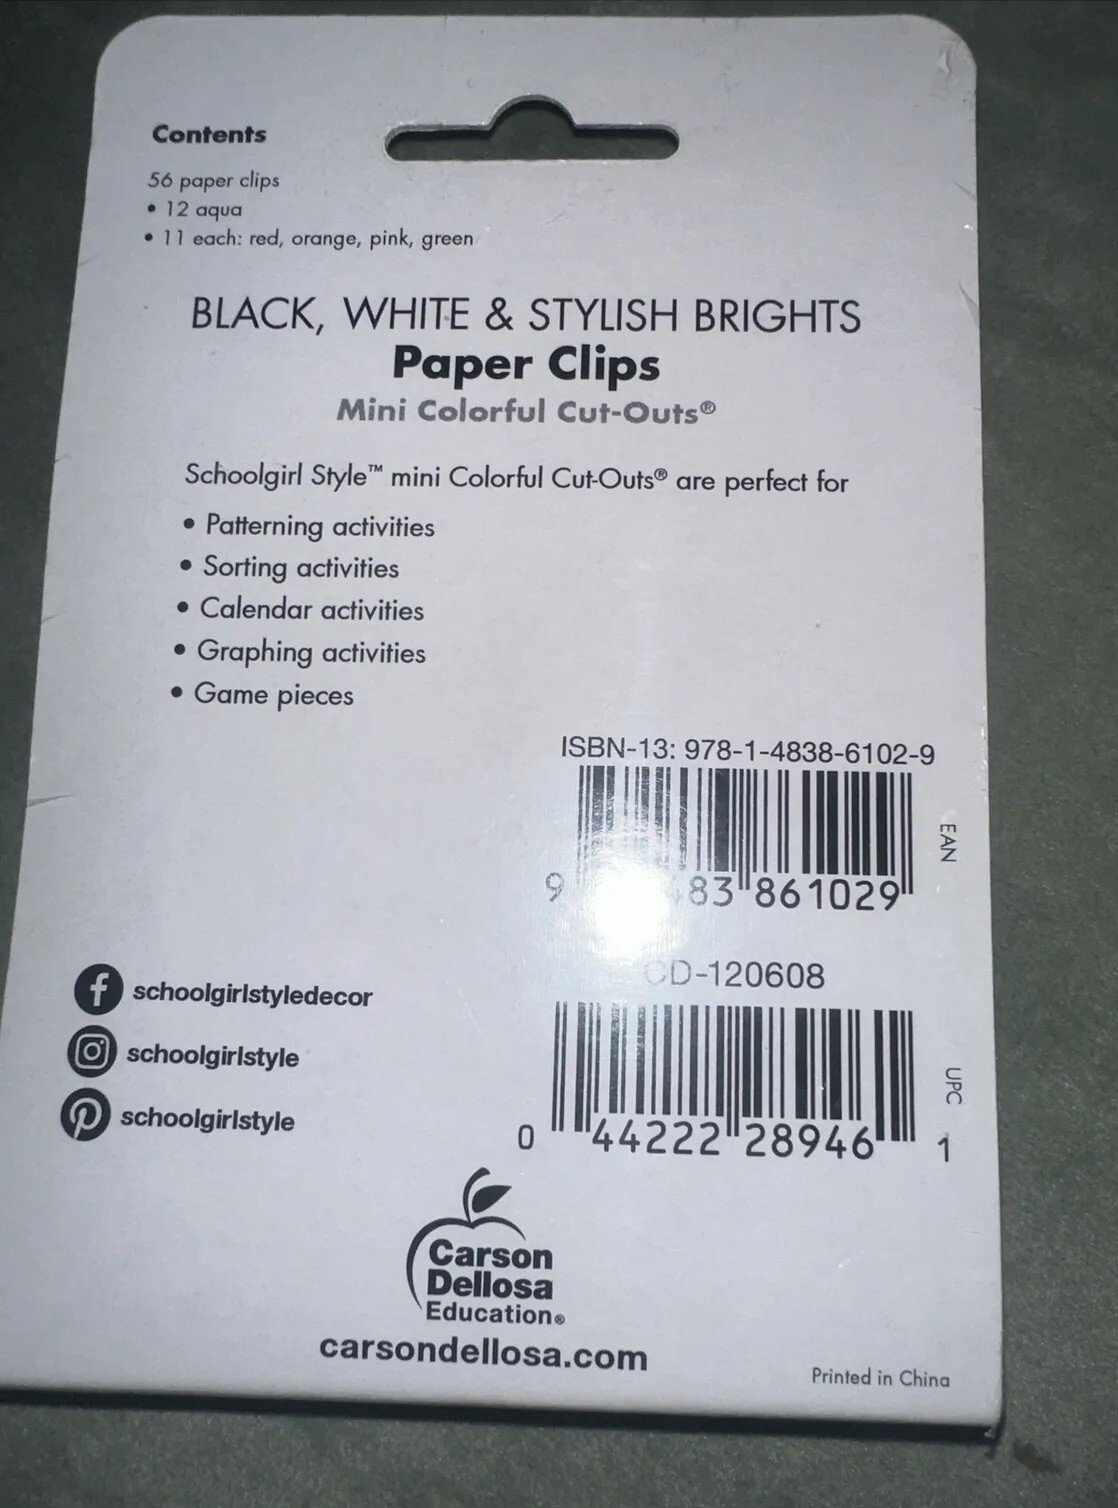 Contents
56 paper clips
• 12 aqua
• 11 each: red, orange, pink, green
BLACK, WHITE & STYLISH BRIGHTS
Paper Clips
Mini Colorful Cut-Outs®
Schoolgirl Style™ mini Colorful Cut-Outs® are perfect for
• Patterning activities
• Sorting activities
• Calendar activities
• Graphing activities
• Game pieces
ISBN-13: 978-1-4838-6102-9
EAN
9 83 861029
CD-120608
UPC
0 44222 28946 1
schoolgirlstyledecor
schoolgirlstyle
schoolgirlstyle
Carson
Dellosa
Education®
carsondellosa.com
Printed in China